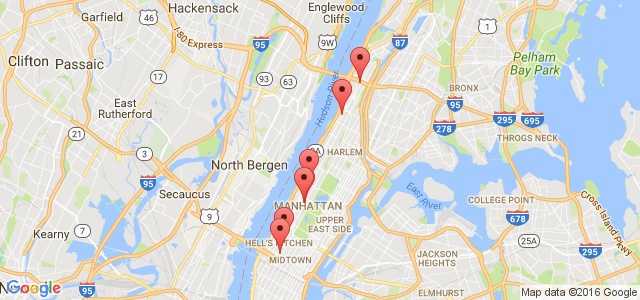 Garfield
46
Hackensack
Englewood
Cliffs
I-80 Express
9W
1
87
95
Clifton
Passaic
17
93
63
Hudson River
Pelham
Bay Park
BRONX
95
East
Rutherford
21
278
295
695
THROGS NECK
3
9A
HARLEM
North Bergen
95
Secaucus
East River
COLLEGE POINT
Cross Island Pkwy
MANHATTAN
9
UPPER
EAST SIDE
678
Kearny
7
HELL'S KITCHEN
MIDTOWN
25A
JACKSON
HEIGHTS
295
95
N
Google
ELMHURST
Map data ©2016 Google